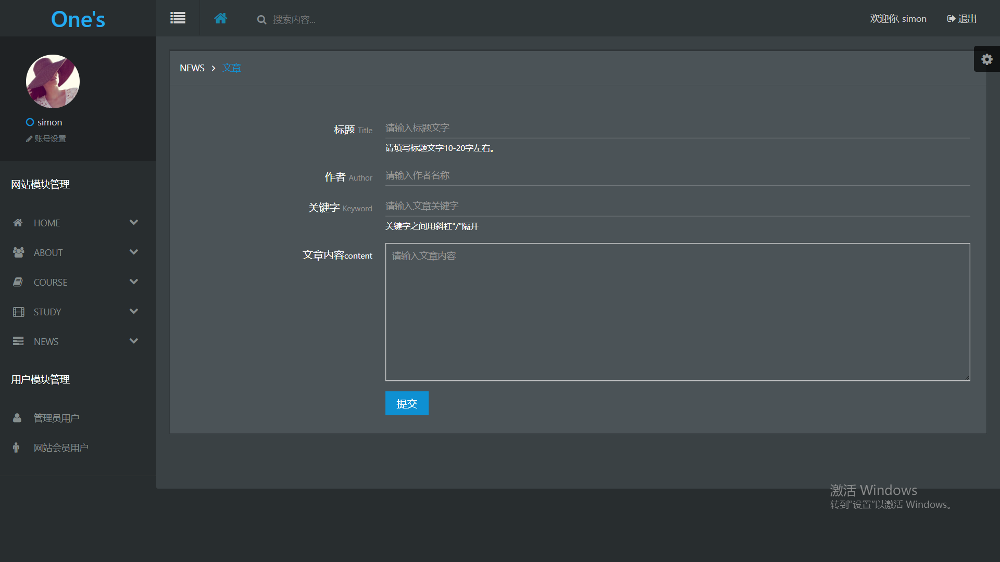 One's
搜索内容...
欢迎你, simon
退出
simon
账号设置
网站模块管理
HOME
ABOUT
COURSE
STUDY
NEWS
用户模块管理
管理员用户
网站会员用户
NEWS
文章
标题 Title
请输入标题文字
请填写标题文字10-20字左右。
作者 Author
请输入作者名称
关键字 Keyword
请输入文章关键字
关键字之间用斜杠"/"隔开
文章内容content
请输入文章内容
提交
激活 Windows
转到“设置”以激活 Windows。